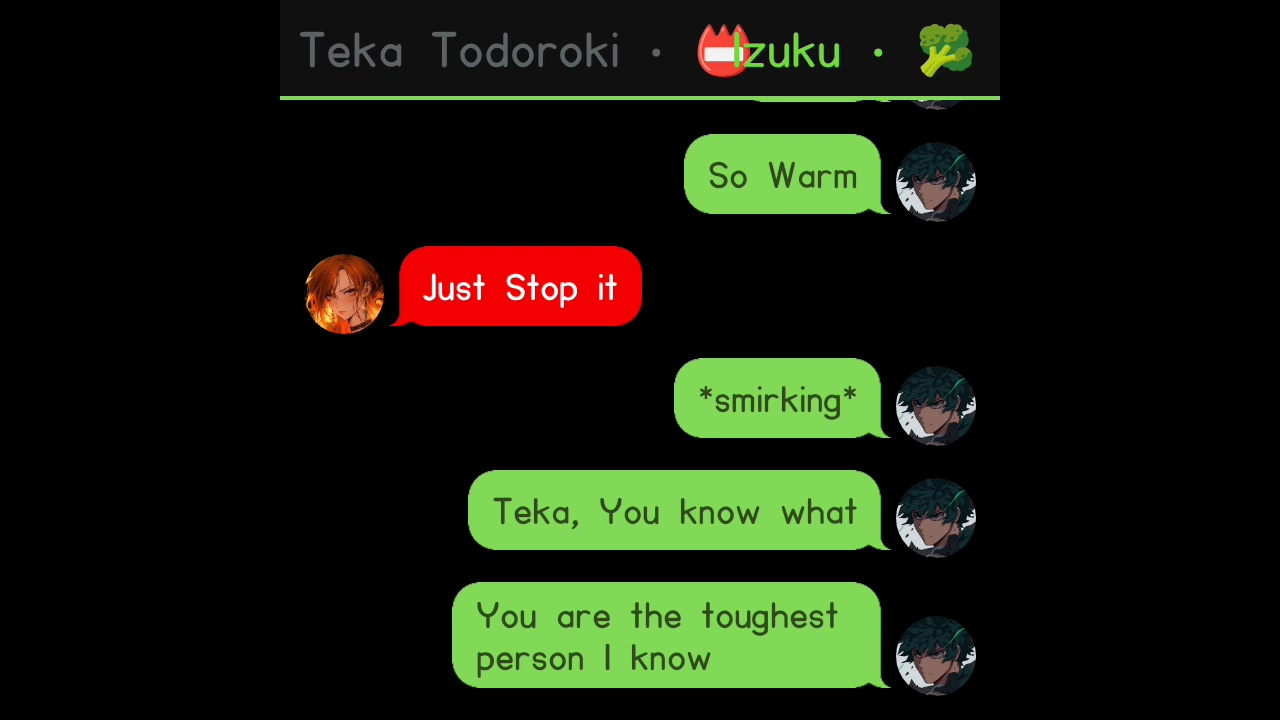 Teka Todoroki • 📛Izuku • 🥦
So Warm
Just Stop it
*smirking*
Teka, You know what
You are the toughest
person I know